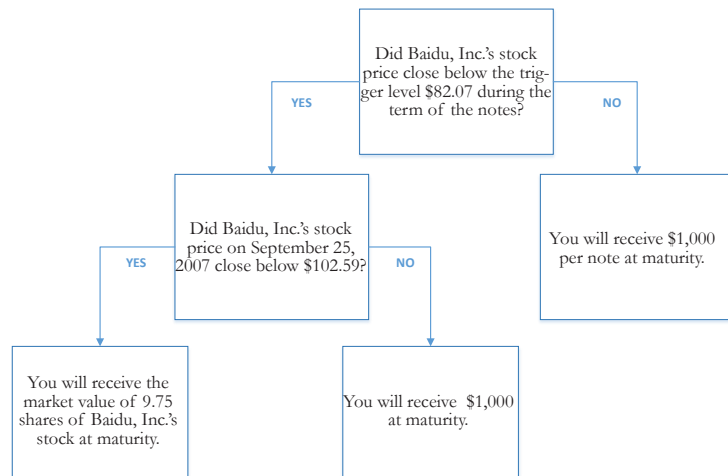 Did Baidu, Inc.'s stock
price close below the trig-
ger level $82.07 during the
term of the notes?
YES
NO
Did Baidu, Inc.'s stock
price on September 25,
2007 close below $102.59?
You will receive $1,000
per note at maturity.
YES
NO
You will receive the
market value of 9.75
shares of Baidu, Inc.'s
stock at maturity.
You will receive $1,000
at maturity.